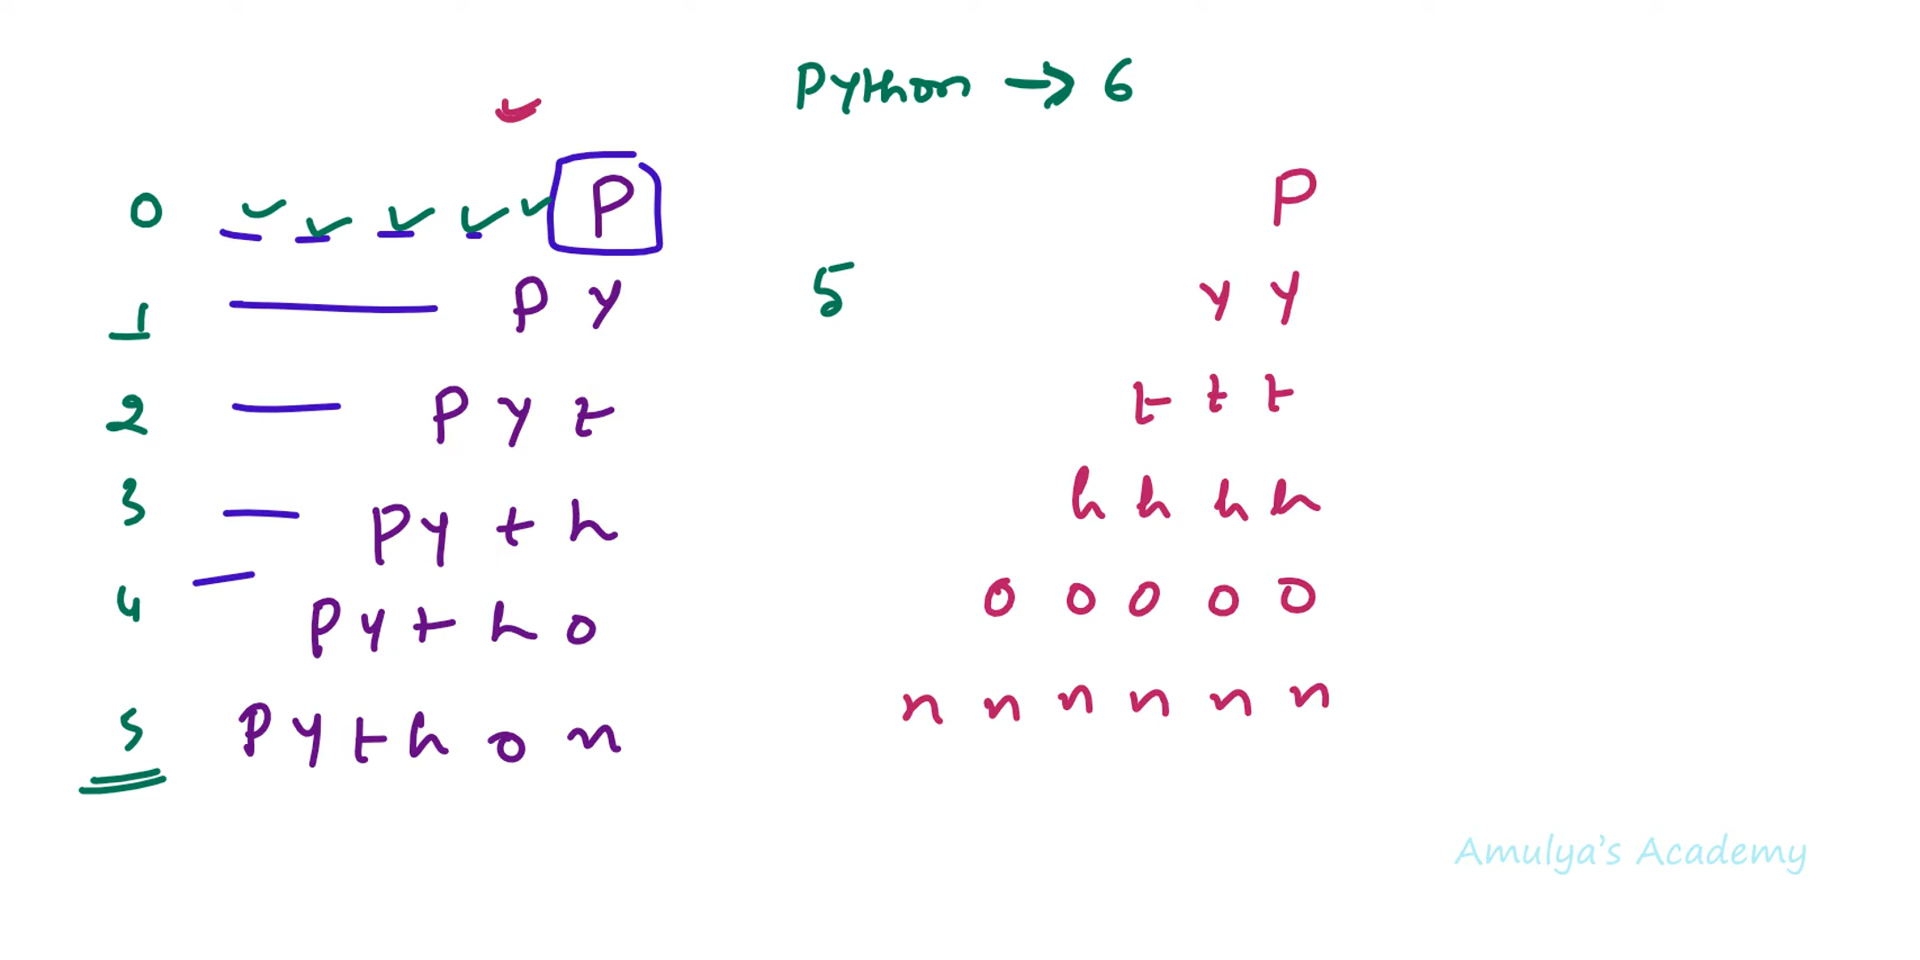 Python → 6
0 P
1 P y
2 P y t
3 P y t h
4 P y t h o
5 P y t h o n
5
P
y y
t t t
h h h h
o o o o o
n n n n n n
Amulya's Academy